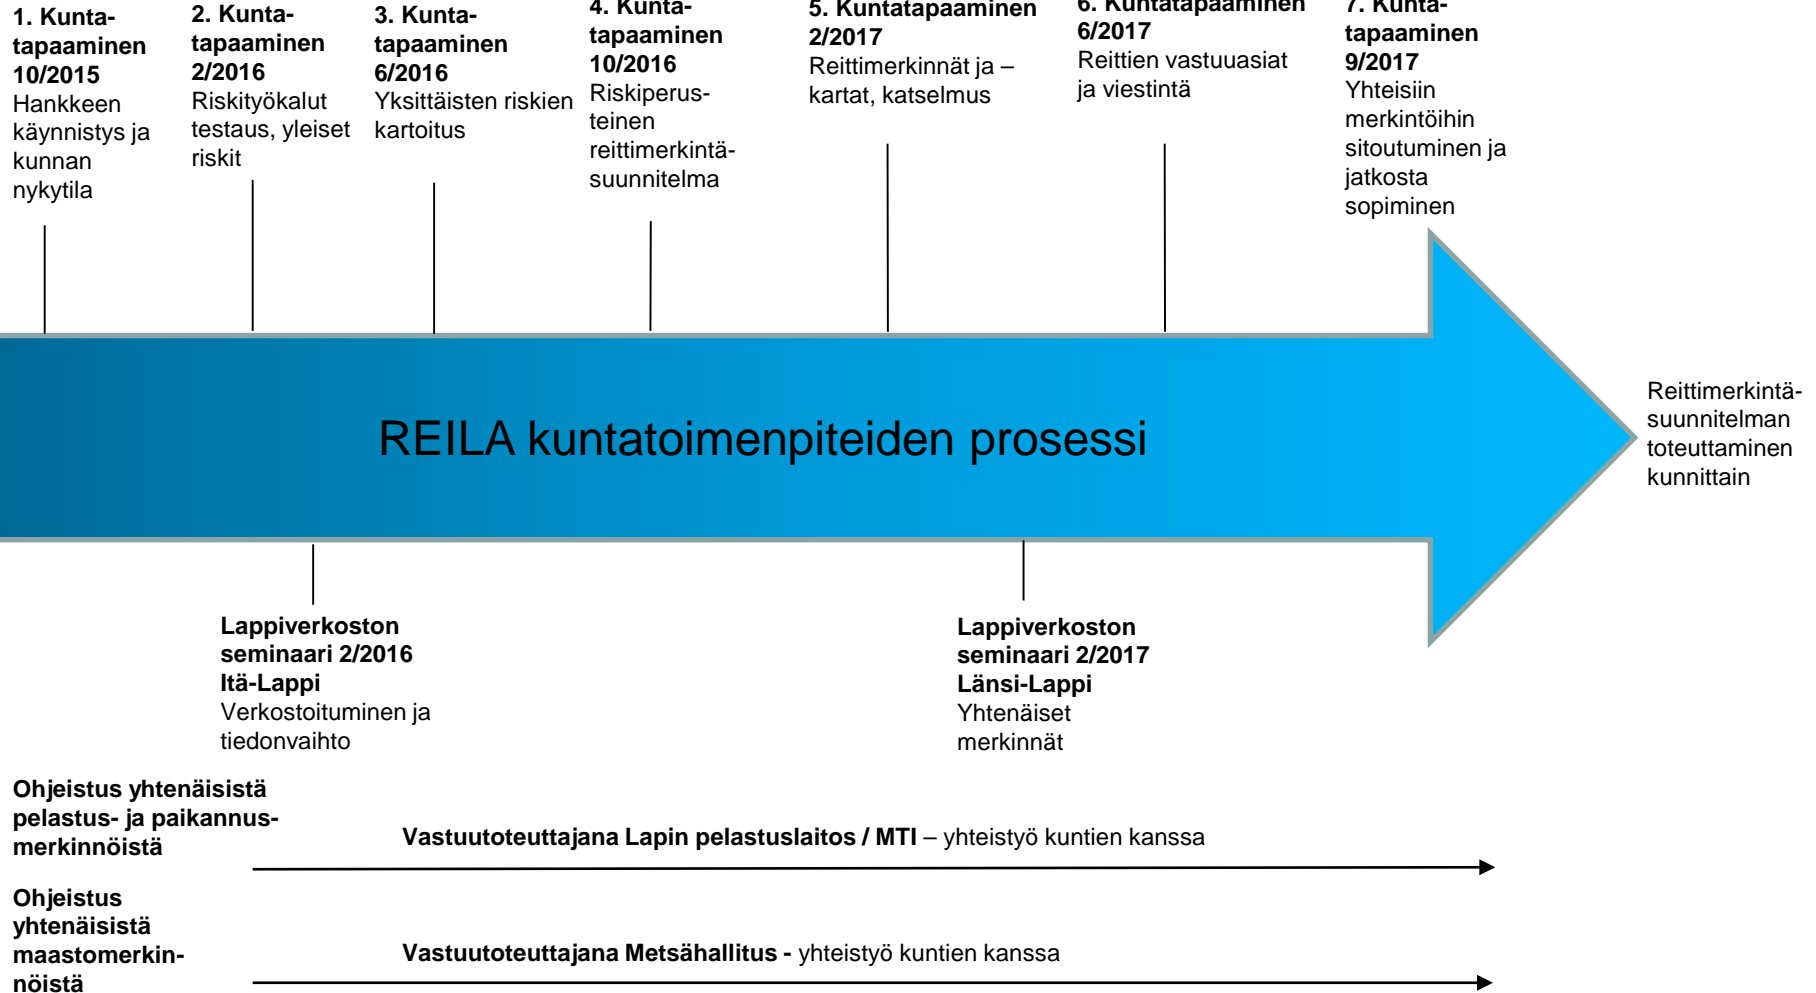 1. Kunta-
tapaaminen
10/2015
Hankkeen
käynnistys ja
kunnan
nykytila
2. Kunta-
tapaaminen
2/2016
Riskityökalut
testaus, yleiset
riskit
3. Kunta-
tapaaminen
6/2016
Yksittäisten riskien
kartoitus
4. Kunta-
tapaaminen
10/2016
Riskiperus-
teinen
reittimerkintä-
suunnitelma
5. Kuntatapaaminen
2/2017
Reittimerkinnät ja –
kartat, katselmus
6. Kuntatapaaminen
6/2017
Reittien vastuuasiat
ja viestintä
7. Kunta-
tapaaminen
9/2017
Yhteisiin
merkintöihin
sitoutuminen ja
jatkosta
sopiminen
REILA kuntatoimenpiteiden prosessi
Reittimerkintä-
suunnitelman
toteuttaminen
kunnittain
Lappiverkoston
seminaari 2/2016
Itä-Lappi
Verkostoituminen ja
tiedonvaihto
Lappiverkoston
seminaari 2/2017
Länsi-Lappi
Yhtenäiset
merkinnät
Ohjeistus yhtenäisistä
pelastus- ja paikannus-
merkinnöistä
Vastuutoteuttajana Lapin pelastuslaitos / MTI – yhteistyö kuntien kanssa
Ohjeistus
yhtenäisistä
maastomerkin-
nöistä
Vastuutoteuttajana Metsähallitus - yhteistyö kuntien kanssa